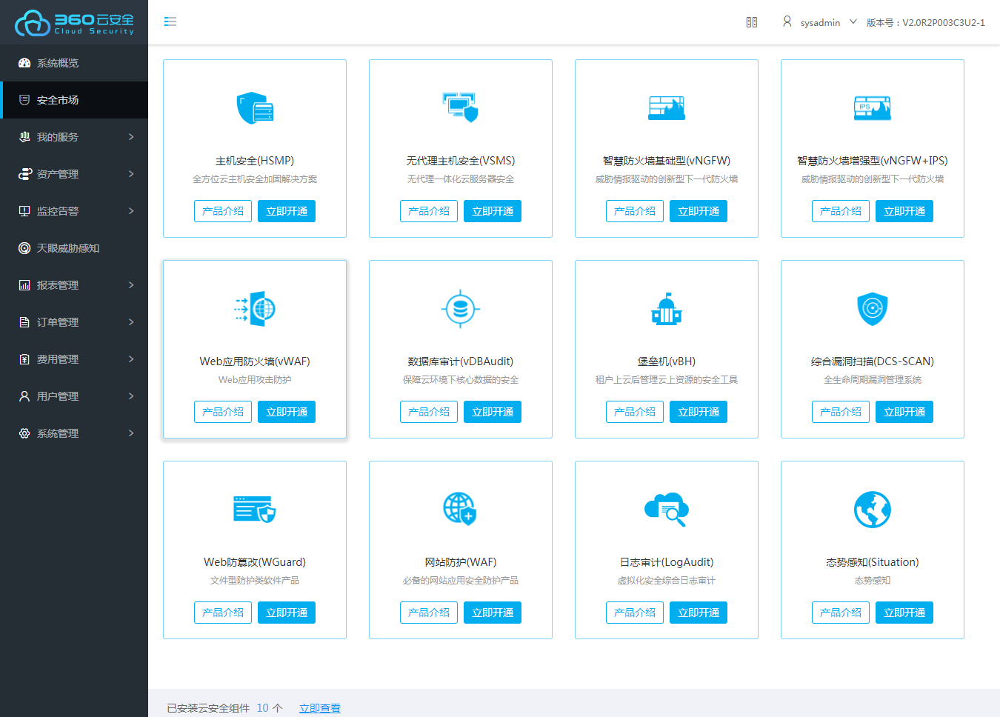 360云安全
Cloud Security
sysadmin
版本号：V2.0R2P003C3U2-1
系统概览
安全市场
我的服务
资产管理
监控告警
天眼威胁感知
报表管理
订单管理
费用管理
用户管理
系统管理
主机安全(HSMP)
全方位云主机安全加固解决方案
产品介绍 立即开通
无代理主机安全(VSMS)
无代理一体化云服务器安全
产品介绍 立即开通
智慧防火墙基础型(vNGFW)
威胁情报驱动的创新型下一代防火墙
产品介绍 立即开通
IPS
智慧防火墙增强型(vNGFW+IPS)
威胁情报驱动的创新型下一代防火墙
产品介绍 立即开通
Web应用防火墙(vWAF)
Web应用攻击防护
产品介绍 立即开通
数据库审计(vDBAudit)
保障云环境下核心数据的安全
产品介绍 立即开通
堡垒机(vBH)
租户上云后管理云上资源的安全工具
产品介绍 立即开通
综合漏洞扫描(DCS-SCAN)
全生命周期漏洞管理系统
产品介绍 立即开通
Web防篡改(WGuard)
文件型防护类软件产品
产品介绍 立即开通
网站防护(WAF)
必备的网站应用安全防护产品
产品介绍 立即开通
日志审计(LogAudit)
虚拟化安全综合日志审计
产品介绍 立即开通
态势感知(Situation)
态势感知
产品介绍 立即开通
已安装云安全组件 10 个 立即查看